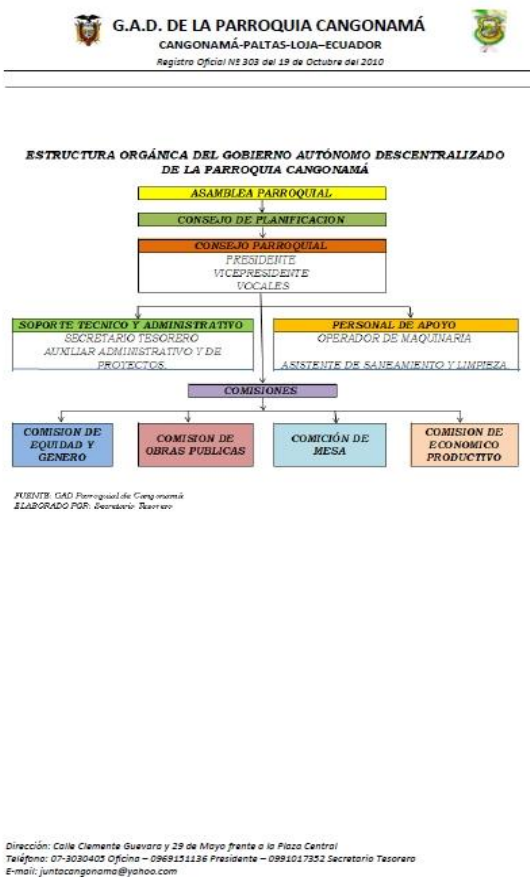 G.A.D. DE LA PARROQUIA CANGONAMÁ
CANGONAMÁ-PALTAS-LOJA–ECUADOR
Registro Oficial Nº 303 del 19 de Octubre del 2010
ESTRUCTURA ORGÁNICA DEL GOBIERNO AUTÓNOMO DESCENTRALIZADO
DE LA PARROQUIA CANGONAMÁ
ASAMBLEA PARROQUIAL
CONSEJO DE PLANIFICACION
CONSEJO PARROQUIAL
PRESIDENTE
VICEPRESIDENTE
VOCALES
SOPORTE TECNICO Y ADMINISTRATIVO
SECRETARIO TESORERO
AUXILIAR ADMINISTRATIVO Y DE
PROYECTOS.
PERSONAL DE APOYO
OPERADOR DE MAQUINARIA
ASISTENTE DE SANEAMIENTO Y LIMPIEZA
COMISIONES
COMISION DE
EQUIDAD Y
GENERO
COMISION DE
OBRAS PUBLICAS
COMICIÓN DE
MESA
COMISION DE
ECONOMICO
PRODUCTIVO
FUENTE: GAD Parroquial de Cangonamá
ELABORADO POR: Secretario Tesorero
Dirección: Calle Clemente Guevara y 29 de Mayo frente a la Plaza Central
Teléfono: 07-3030405 Oficina – 0969151136 Presidente – 0991017352 Secretario Tesorero
E-mail: juntacangonama@yahoo.com